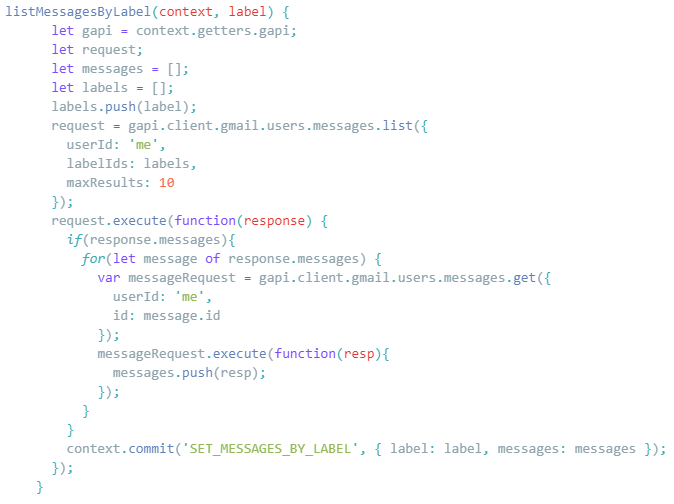 listMessagesByLabel(context, label) {
let gapi = context.getters.gapi;
let request;
let messages = [];
let labels = [];
labels.push(label);
request = gapi.client.gmail.users.messages.list({
userId: 'me',
labelIds: labels,
maxResults: 10
});
request.execute(function(response) {
if(response.messages){
for(let message of response.messages) {
var messageRequest = gapi.client.gmail.users.messages.get({
userId: 'me',
id: message.id
});
messageRequest.execute(function(resp){
messages.push(resp);
});
}
}
context.commit('SET_MESSAGES_BY_LABEL', { label: label, messages: messages });
});
}